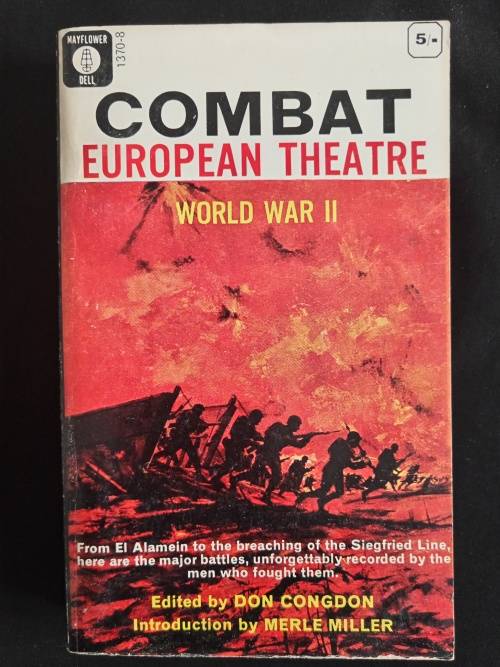 MAYFLOWER
DELL
1370-8
5/-
COMBAT
EUROPEAN THEATRE
WORLD WAR II
From El Alamein to the breaching of the Siegfried Line,
here are the major battles, unforgettably recorded by the
men who fought them.
Edited by DON CONGDON
Introduction by MERLE MILLER